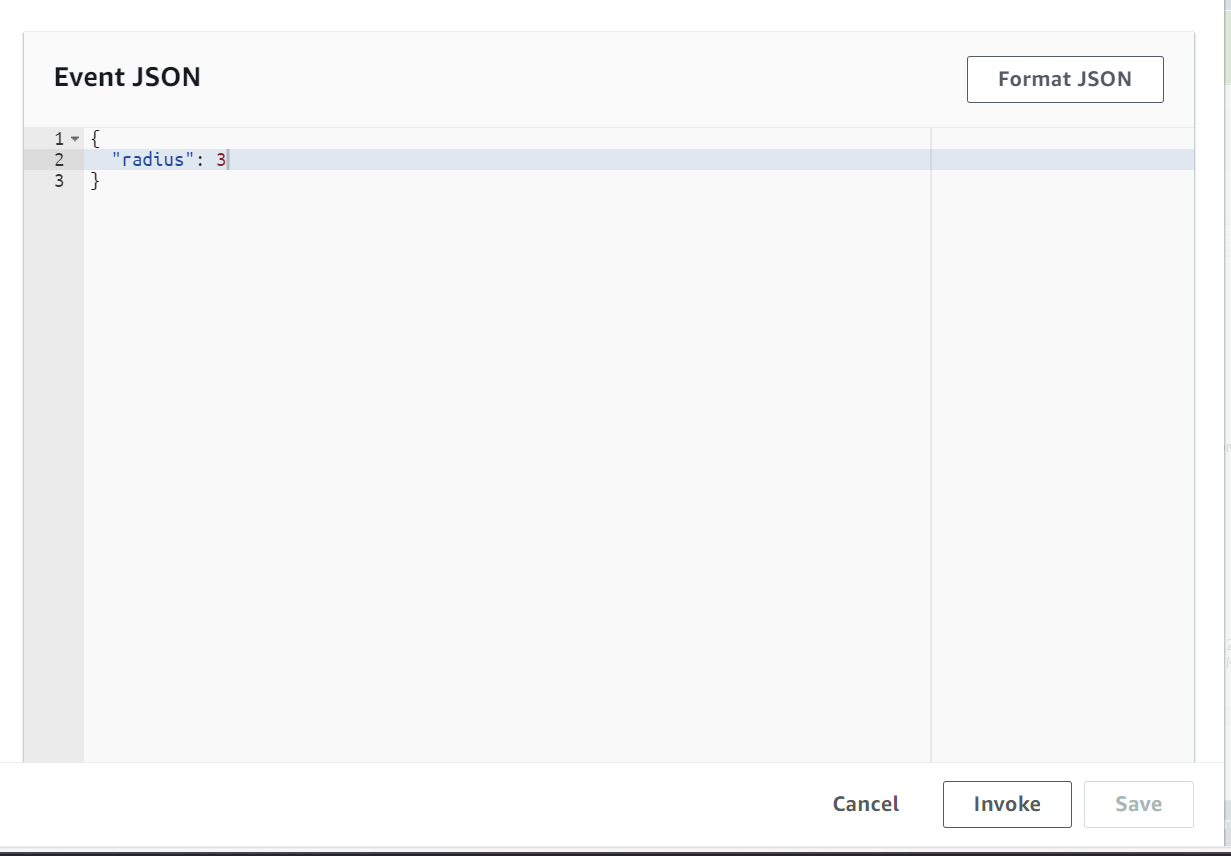 Event JSON
Format JSON
1 {
2 "radius": 3
3 }
Cancel
Invoke
Save